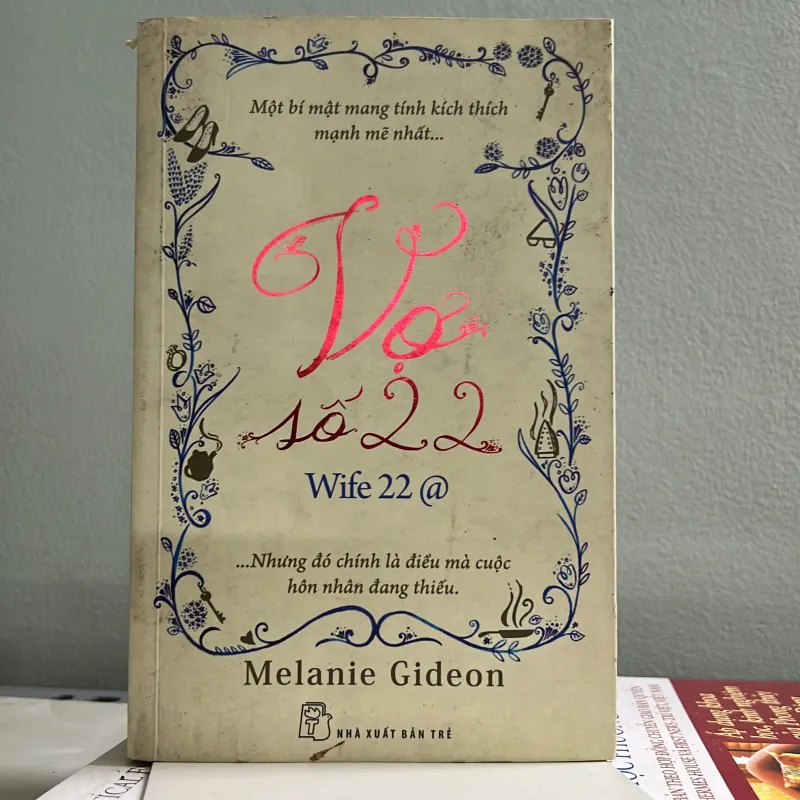 Một bí mật mang tính kích thích
mạnh mẽ nhất...
Vợ
số 22
Wife 22 @
...Nhưng đó chính là điều mà cuộc
hôn nhân đang thiếu.
Melanie Gideon
T
NHÀ XUẤT BẢN TRẺ